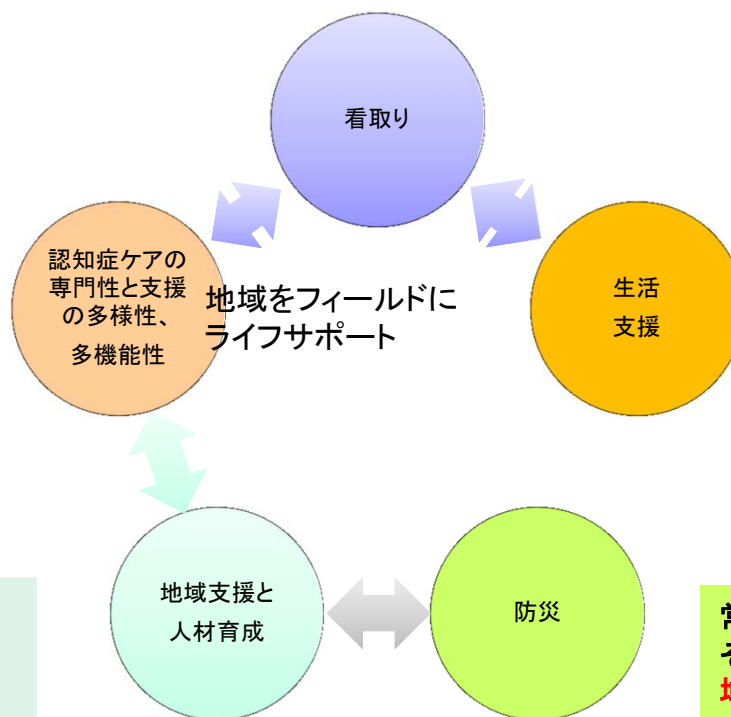 看取り
認知症ケアの
専門性と支援
の多様性、
多機能性
地域をフィールドに
ライフサポート
生活
支援
地域支援と
人材育成
防災
常
そ